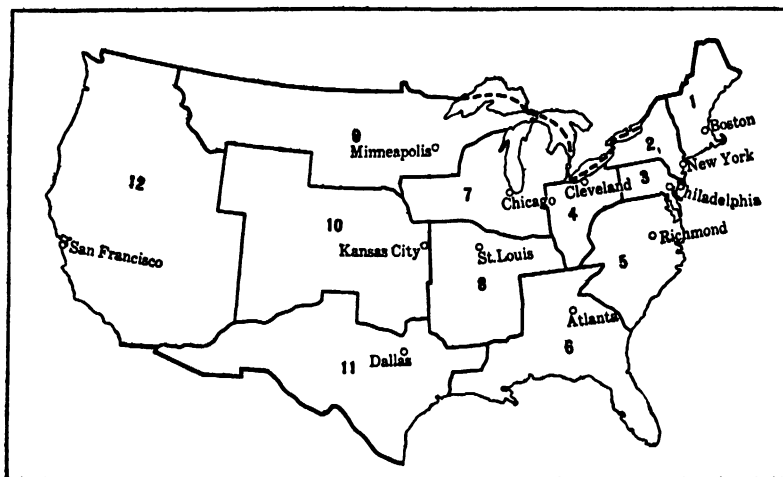 1
Boston
2
New York
3
Philadelphia
Cleveland
4
9
Minneapolis
12
7
Chicago
10
Kansas City
St. Louis
8
Richmond
5
San Francisco
Atlanta
6
11
Dallas